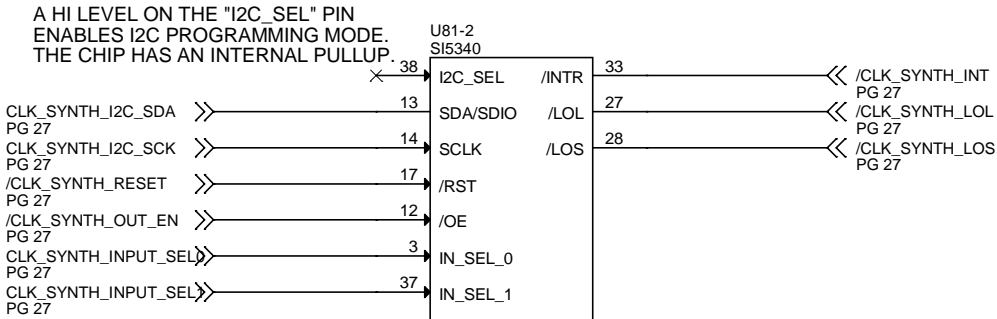 A HI LEVEL ON THE "I2C_SEL" PIN
ENABLES I2C PROGRAMMING MODE.
THE CHIP HAS AN INTERNAL PULLUP.
U81-2
SI5340
38 I2C_SEL /INTR 33 /CLK_SYNTH_INT
PG 27
CLK_SYNTH_I2C_SDA 13 SDA/SDIO /LOL 27 /CLK_SYNTH_LOL
PG 27 PG 27
CLK_SYNTH_I2C_SCK 14 SCLK /LOS 28 /CLK_SYNTH_LOS
PG 27 PG 27
/CLK_SYNTH_RESET 17 /RST
PG 27
/CLK_SYNTH_OUT_EN 12 /OE
PG 27
CLK_SYNTH_INPUT_SEL0 3 IN_SEL_0
PG 27
CLK_SYNTH_INPUT_SEL1 37 IN_SEL_1
PG 27